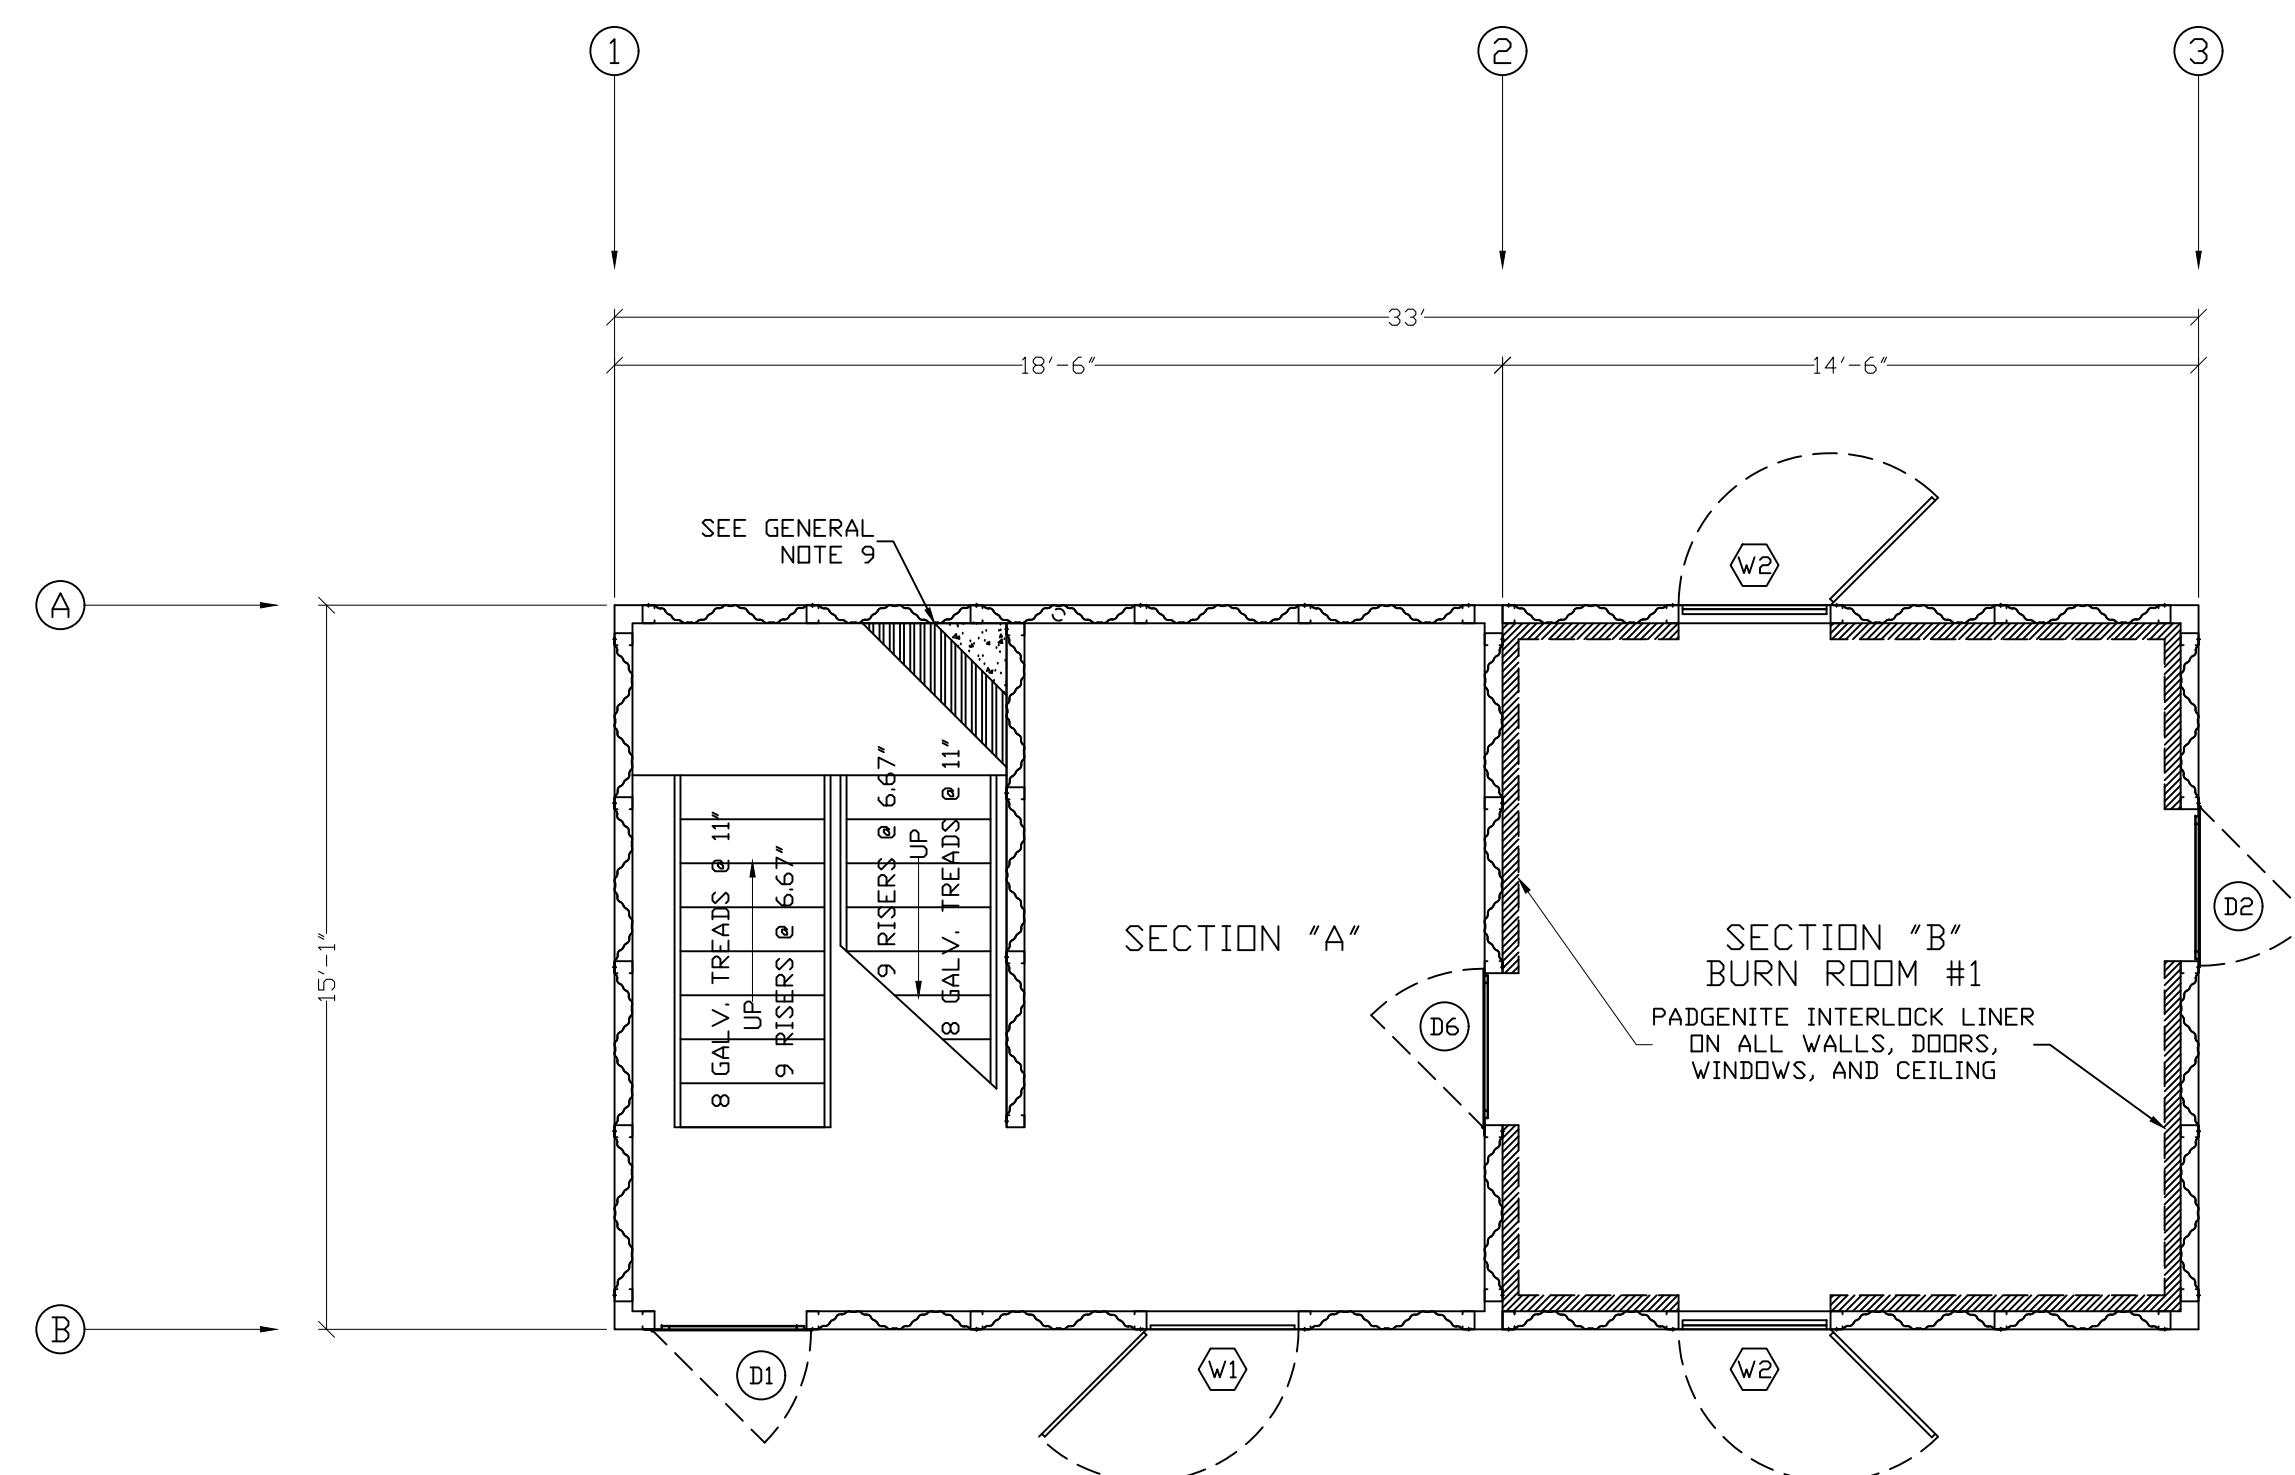 1
2
3
33'
18'-6"
14'-6"
SEE GENERAL
NOTE 9
W2
A
8 GALV. TREADS @ 11"
UP
9 RISERS @ 6.67"
9 RISERS @ 6.67"
UP
8 GALV. TREADS @ 11"
D2
SECTION "A"
SECTION "B"
BURN ROOM #1
15'-1"
PADGENITE INTERLOCK LINER
ON ALL WALLS, DOORS,
WINDOWS, AND CEILING
D6
B
D1
W1
W2